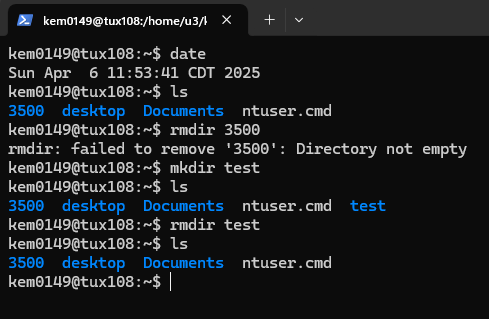 kem0149@tux108:/home/u3/k
kem0149@tux108:~$ date
Sun Apr  6 11:53:41 CDT 2025
kem0149@tux108:~$ ls
3500  desktop  Documents  ntuser.cmd
kem0149@tux108:~$ rmdir 3500
rmdir: failed to remove '3500': Directory not empty
kem0149@tux108:~$ mkdir test
kem0149@tux108:~$ ls
3500  desktop  Documents  ntuser.cmd  test
kem0149@tux108:~$ rmdir test
kem0149@tux108:~$ ls
3500  desktop  Documents  ntuser.cmd
kem0149@tux108:~$